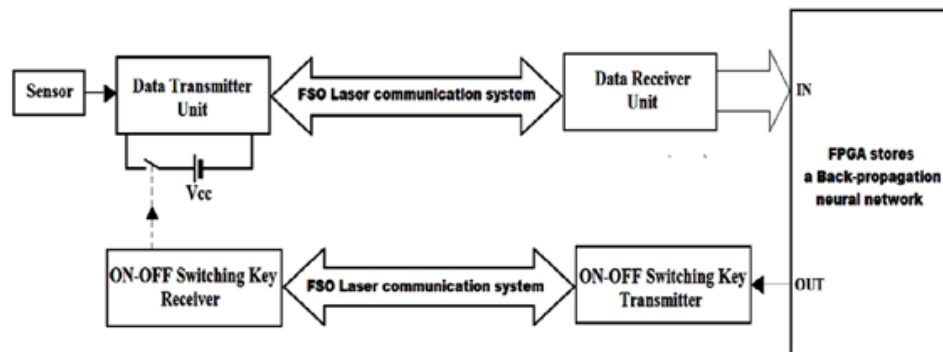 Sensor
Data Transmitter
Unit
FSO Laser communication system
Data Receiver
Unit
IN
FPGA stores
a Back-propagation
neural network
Vcc
ON-OFF Switching Key
Receiver
FSO Laser communication system
ON-OFF Switching Key
Transmitter
OUT